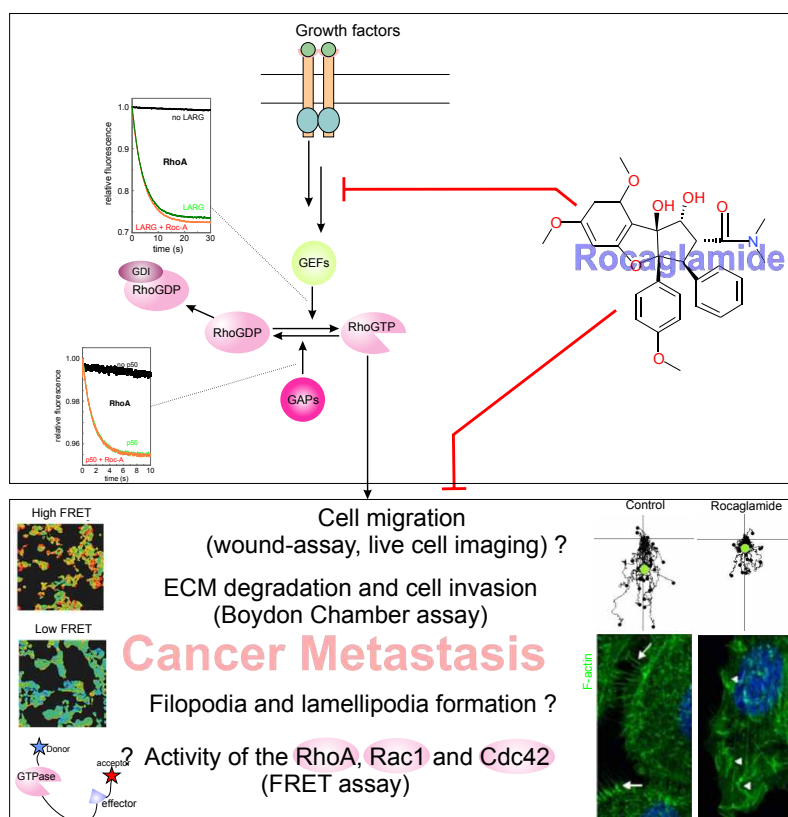 Growth factors
1.0
0.9
0.8
0.7
relative fluorescence
no LARG
RhoA
LARG
LARG + Roc-A
0
10
20
30
time (s)
GEFs
GDI
RhoGDP
RhoGDP
RhoGTP
GAPs
1.00
0.98
0.96
relative fluorescence
no p50
RhoA
p50
p50 + Roc-A
0
2
4
6
8
10
time (s)
O
O
OH
OH
O
N
O
O
Rocaglamide
High FRET
Low FRET
Donor
GTPase
acceptor
effector
Cell migration
(wound-assay, live cell imaging) ?
ECM degradation and cell invasion
(Boydon Chamber assay)
Cancer Metastasis
Filopodia and lamellipodia formation ?
? Activity of the RhoA, Rac1 and Cdc42
(FRET assay)
Control
Rocaglamide
F-actin